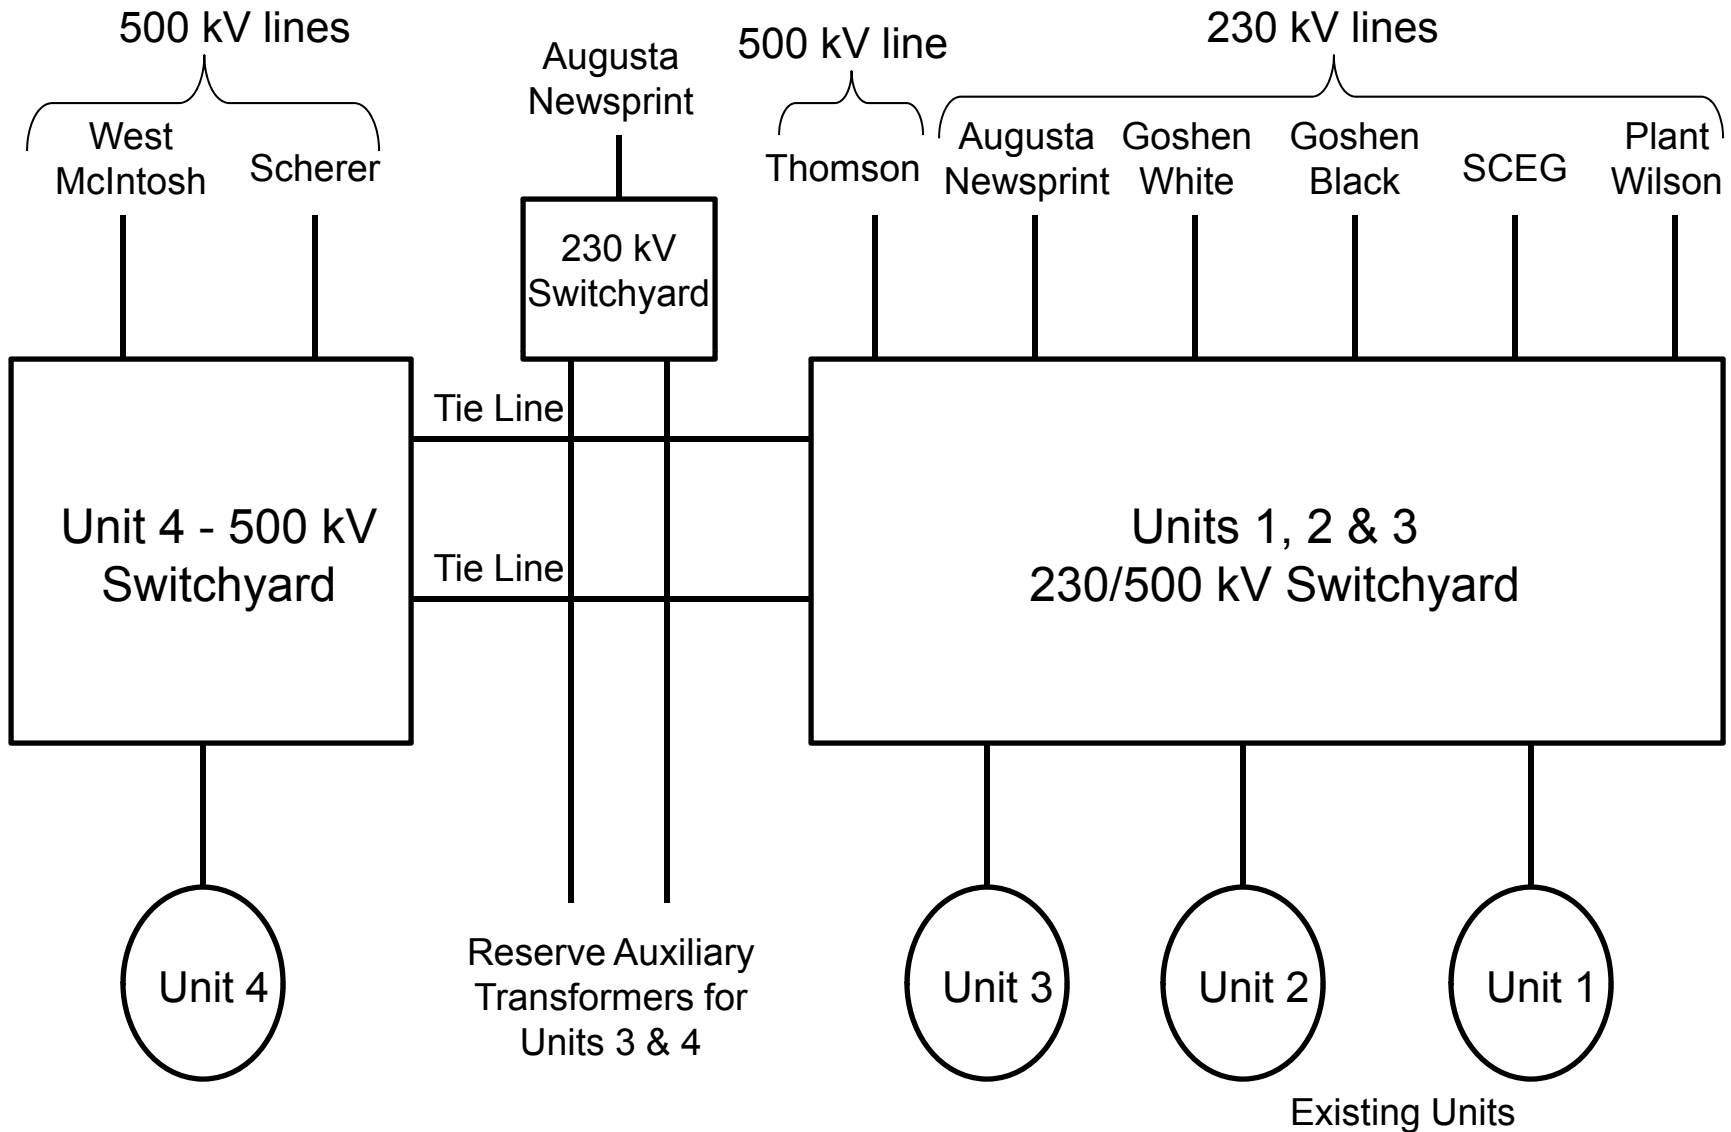 500 kV lines
West
McIntosh
Scherer
Augusta
Newsprint
230 kV
Switchyard
500 kV line
Thomson
230 kV lines
Augusta
Newsprint
Goshen
White
Goshen
Black
SCEG
Plant
Wilson
Tie Line
Tie Line
Unit 4 - 500 kV
Switchyard
Units 1, 2 & 3
230/500 kV Switchyard
Unit 4
Reserve Auxiliary
Transformers for
Units 3 & 4
Unit 3
Unit 2
Unit 1
Existing Units